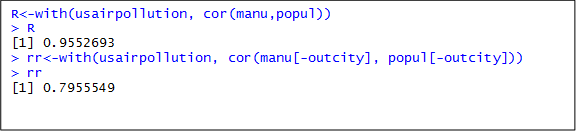 R<-with(usairpollution, cor(manu,popul))
> R
[1] 0.9552693
> rr<-with(usairpollution, cor(manu[-outcity], popul[-outcity]))
> rr
[1] 0.7955549